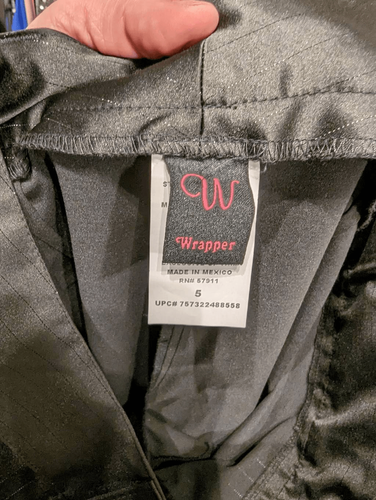 W
Wrapper
S
M
MADE IN MEXICO
RN# 57911
5
UPC# 757322488558